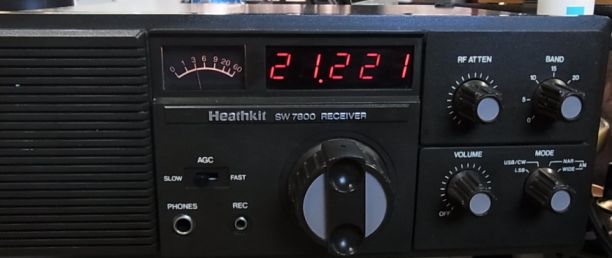 0 1 3 6 9 20 60
21.221
Heathkit SW 7800 RECEIVER
AGC
SLOW FAST
PHONES REC
RF ATTEN
BAND
0 5 10 15 20
VOLUME
OFF
MODE
LSB USB/CW NAR WIDE AM